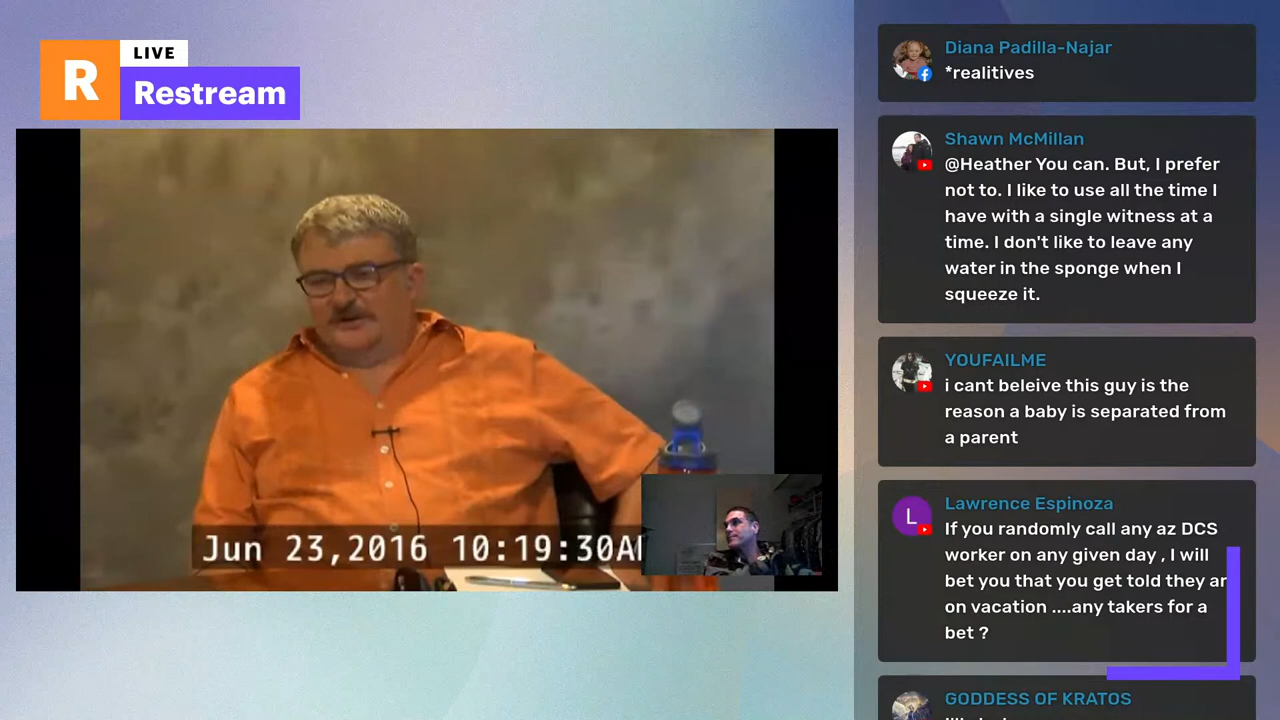 R
LIVE
Restream
Jun 23,2016 10:19:30A
Diana Padilla-Najar
*realitives
Shawn McMillan
@Heather You can. But, I prefer
not to. I like to use all the time I
have with a single witness at a
time. I don't like to leave any
water in the sponge when I
squeeze it.
YOUFAILME
i cant beleive this guy is the
reason a baby is separated from
a parent
L
Lawrence Espinoza
If you randomly call any az DCS
worker on any given day , I will
bet you that you get told they ar
on vacation ....any takers for a
bet ?
GODDESS OF KRATOS